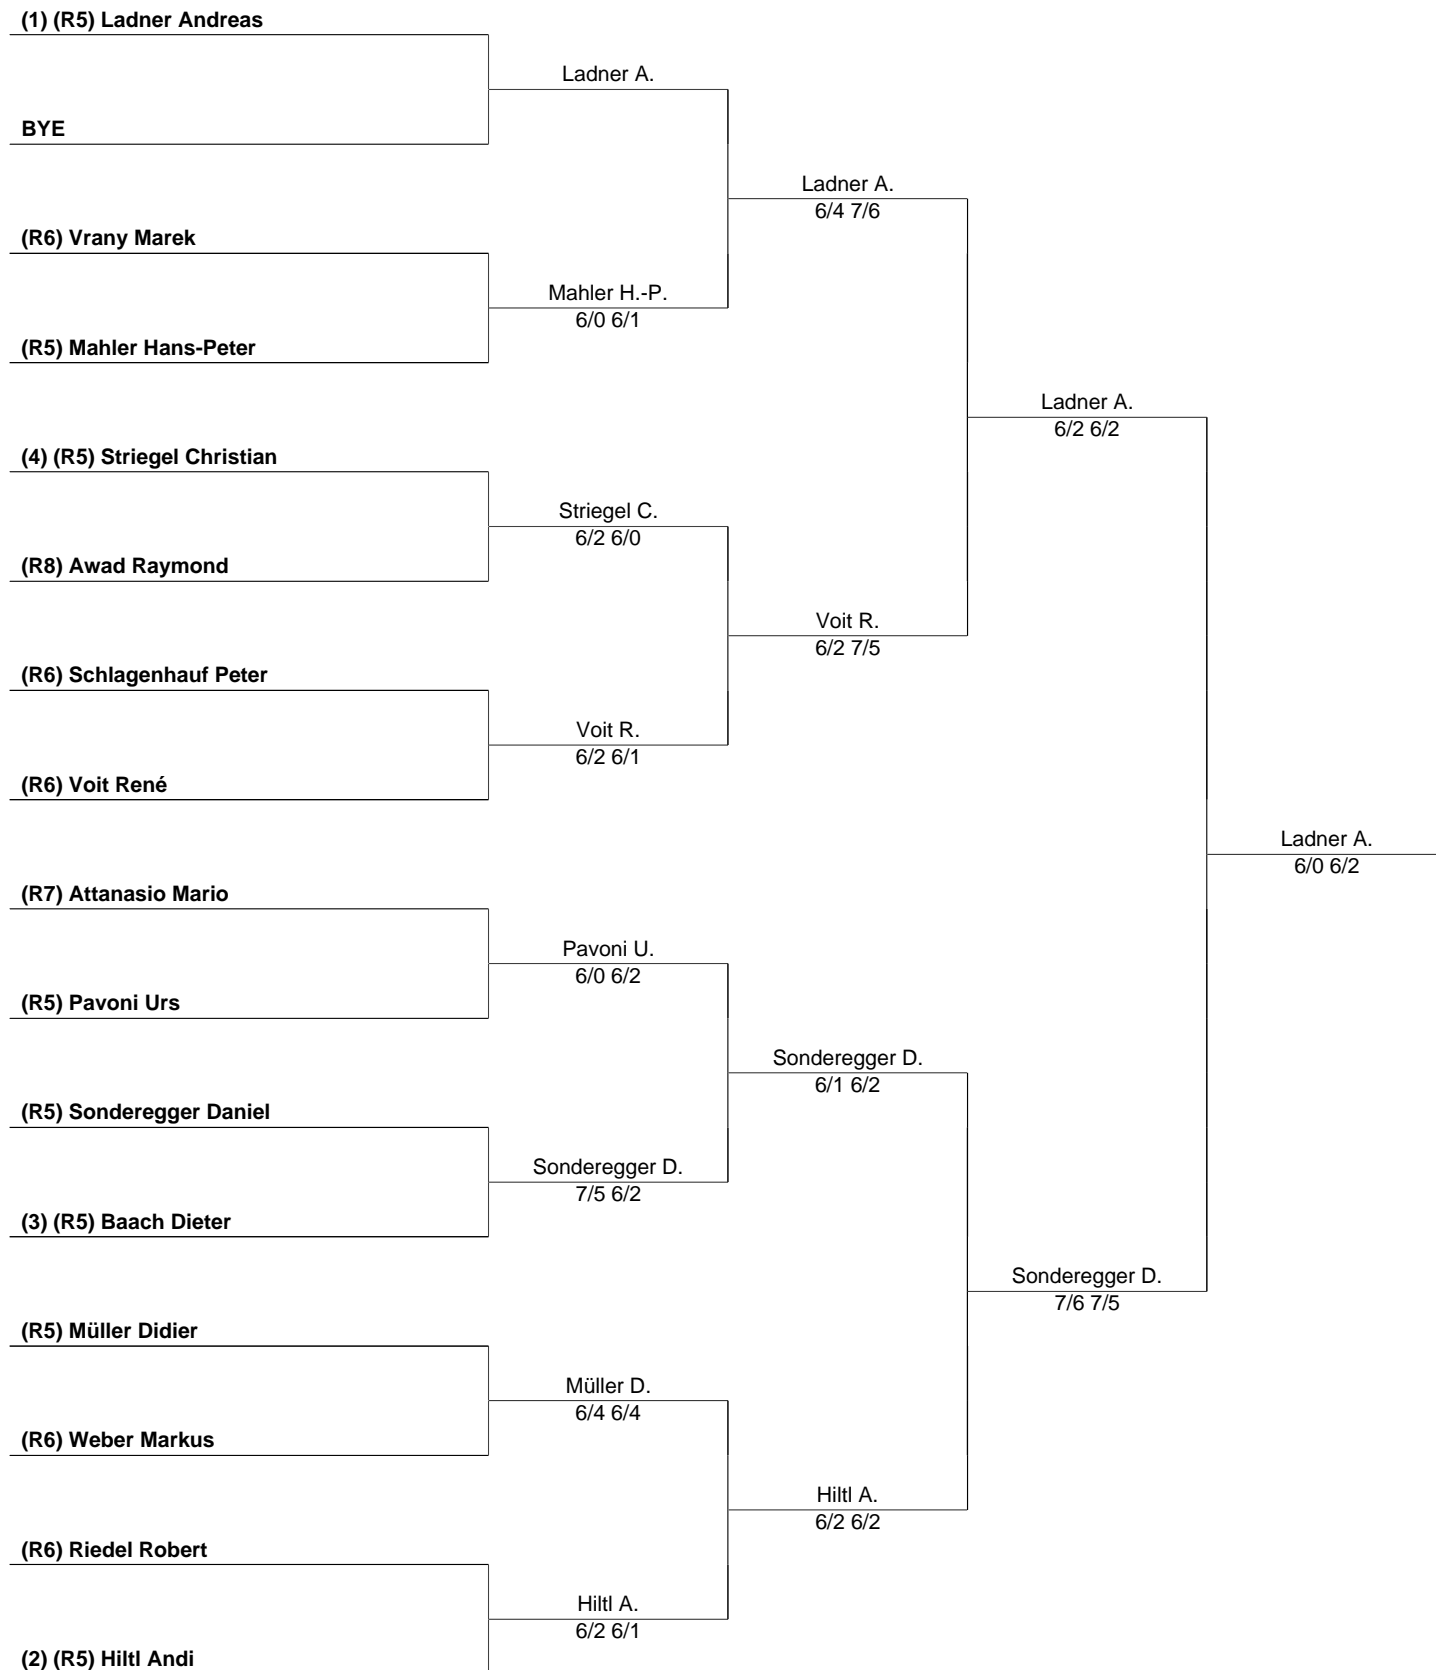 (1) (R5) Ladner Andreas
Ladner A.
BYE
Ladner A.
6/4 7/6
(R6) Vrany Marek
Mahler H.-P.
6/0 6/1
(R5) Mahler Hans-Peter
Ladner A.
6/2 6/2
(4) (R5) Striegel Christian
Striegel C.
6/2 6/0
(R8) Awad Raymond
Voit R.
6/2 7/5
(R6) Schlagenhauf Peter
Voit R.
6/2 6/1
(R6) Voit René
Ladner A.
6/0 6/2
(R7) Attanasio Mario
Pavoni U.
6/0 6/2
(R5) Pavoni Urs
Sonderegger D.
6/1 6/2
(R5) Sonderegger Daniel
Sonderegger D.
7/5 6/2
(3) (R5) Baach Dieter
Sonderegger D.
7/6 7/5
(R5) Müller Didier
Müller D.
6/4 6/4
(R6) Weber Markus
Hiltl A.
6/2 6/2
(R6) Riedel Robert
Hiltl A.
6/2 6/1
(2) (R5) Hiltl Andi